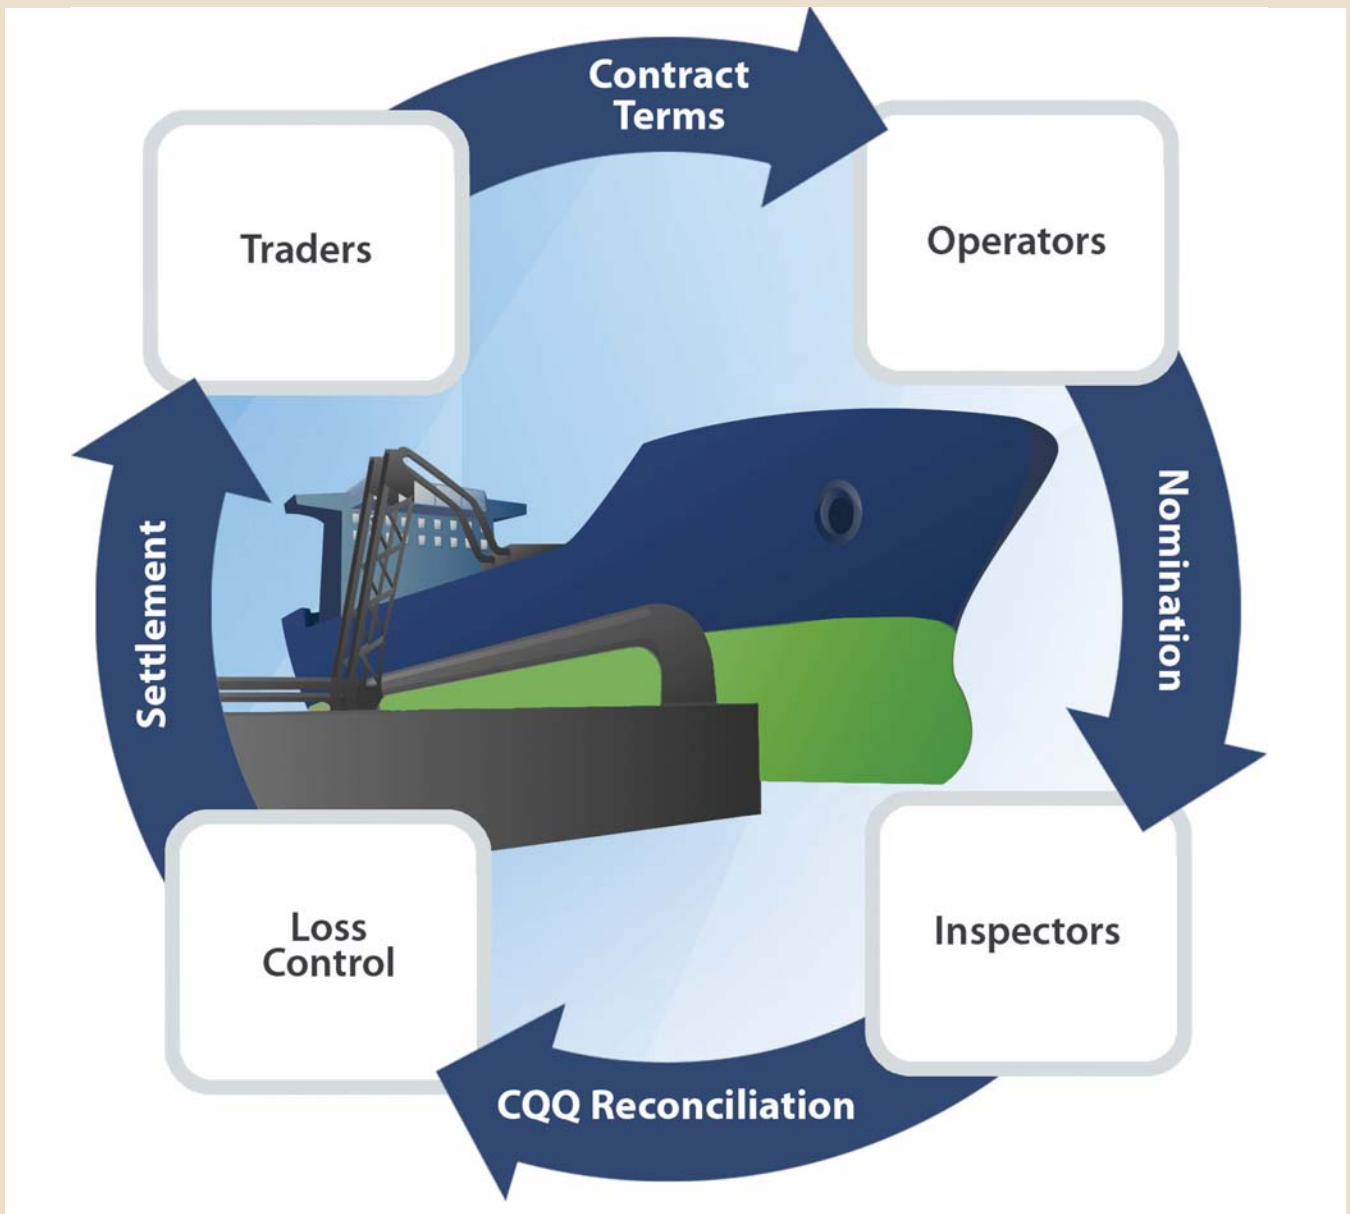 Contract
Terms
Traders
Operators
Nomination
Settlement
Loss
Control
Inspectors
CQQ Reconciliation